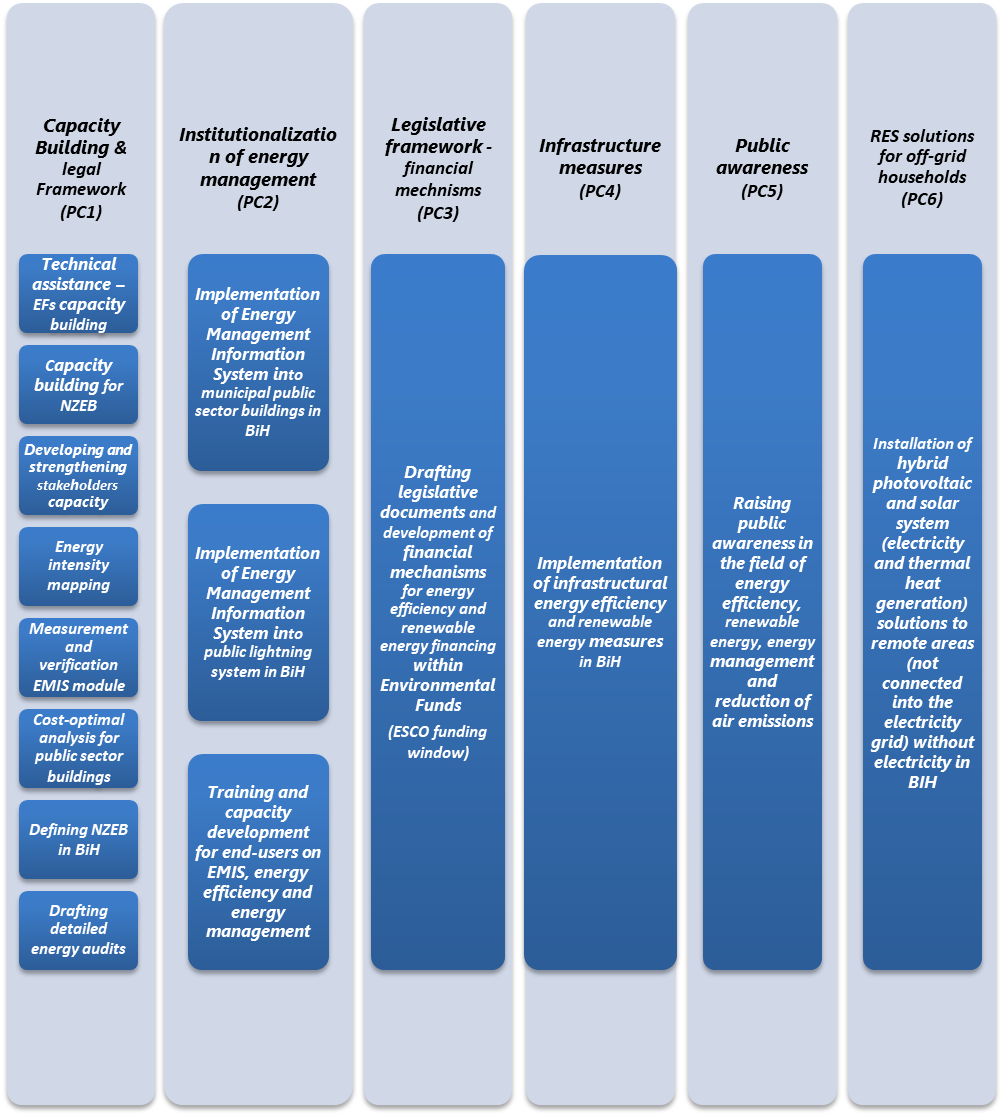 Capacity
Building &
legal
Framework
(PC1)
Technical
assistance –
EFs capacity
building
Capacity
building for
NZEB
Developing and
strengthening
stakeholders
capacity
Energy
intensity
mapping
Measurement
and
verification
EMIS module
Cost-optimal
analysis for
public sector
buildings
Defining NZEB
in BiH
Drafting
detailed
energy audits
Institutionalizatio
n of energy
management
(PC2)
Implementation
of Energy
Management
Information
System into
municipal public
sector buildings in
BiH
Implementation
of Energy
Management
Information
System into
public lightning
system in BiH
Training and
capacity
development
for end-users on
EMIS, energy
efficiency and
energy
management
Legislative
framework -
financial
mechnisms
(PC3)
Drafting
legislative
documents and
development of
financial
mechanisms
for energy
efficiency and
renewable
energy financing
within
Environmental
Funds
(ESCO funding
window)
Infrastructure
measures
(PC4)
Implementation
of infrastructural
energy efficiency
and renewable
energy measures
in BiH
Public
awareness
(PC5)
Raising
public
awareness in
the field of
energy
efficiency,
renewable
energy, energy
management
and
reduction of
air emissions
RES solutions
for off-grid
households
(PC6)
Installation of
hybrid
photovoltaic
and solar
system
(electricity
and thermal
heat
generation)
solutions to
remote areas
(not
connected
into the
electricity
grid) without
electricity in
BIH